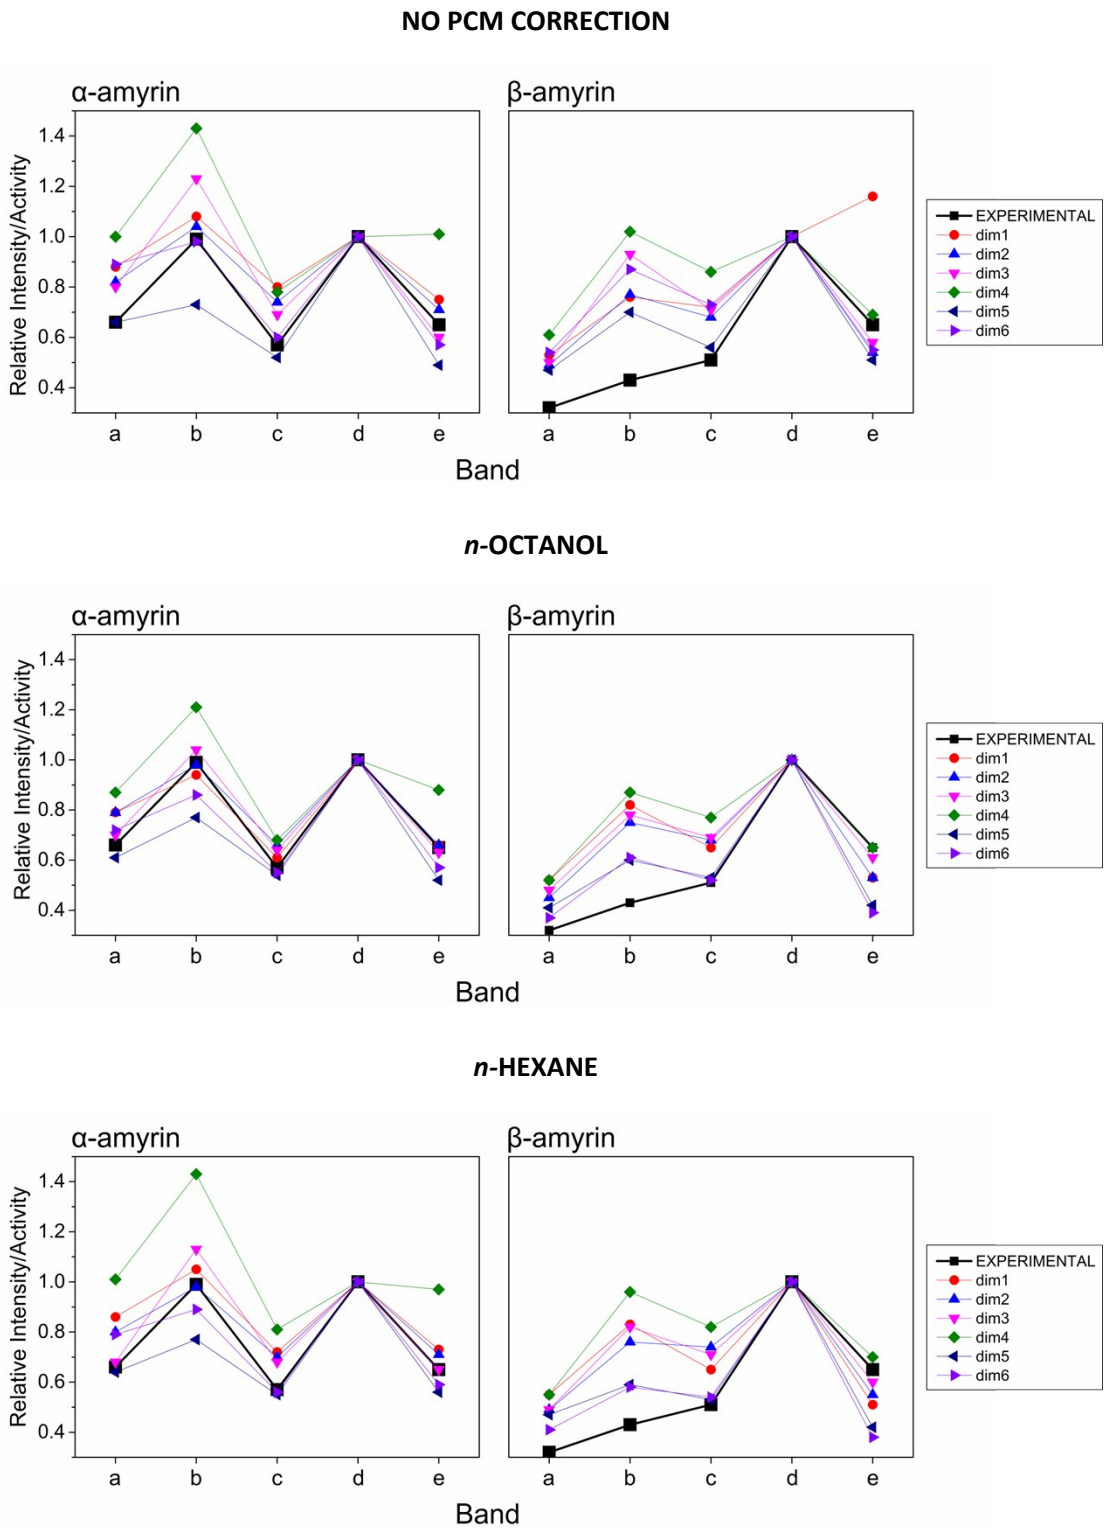 NO PCM CORRECTION
α-amyrin
β-amyrin
Relative Intensity/Activity
1.4
1.2
1.0
0.8
0.6
0.4
a b c d e
a b c d e
Band
EXPERIMENTAL
dim1
dim2
dim3
dim4
dim5
dim6
n-OCTANOL
α-amyrin
β-amyrin
Relative Intensity/Activity
1.4
1.2
1.0
0.8
0.6
0.4
a b c d e
a b c d e
Band
EXPERIMENTAL
dim1
dim2
dim3
dim4
dim5
dim6
n-HEXANE
α-amyrin
β-amyrin
Relative Intensity/Activity
1.4
1.2
1.0
0.8
0.6
0.4
a b c d e
a b c d e
Band
EXPERIMENTAL
dim1
dim2
dim3
dim4
dim5
dim6